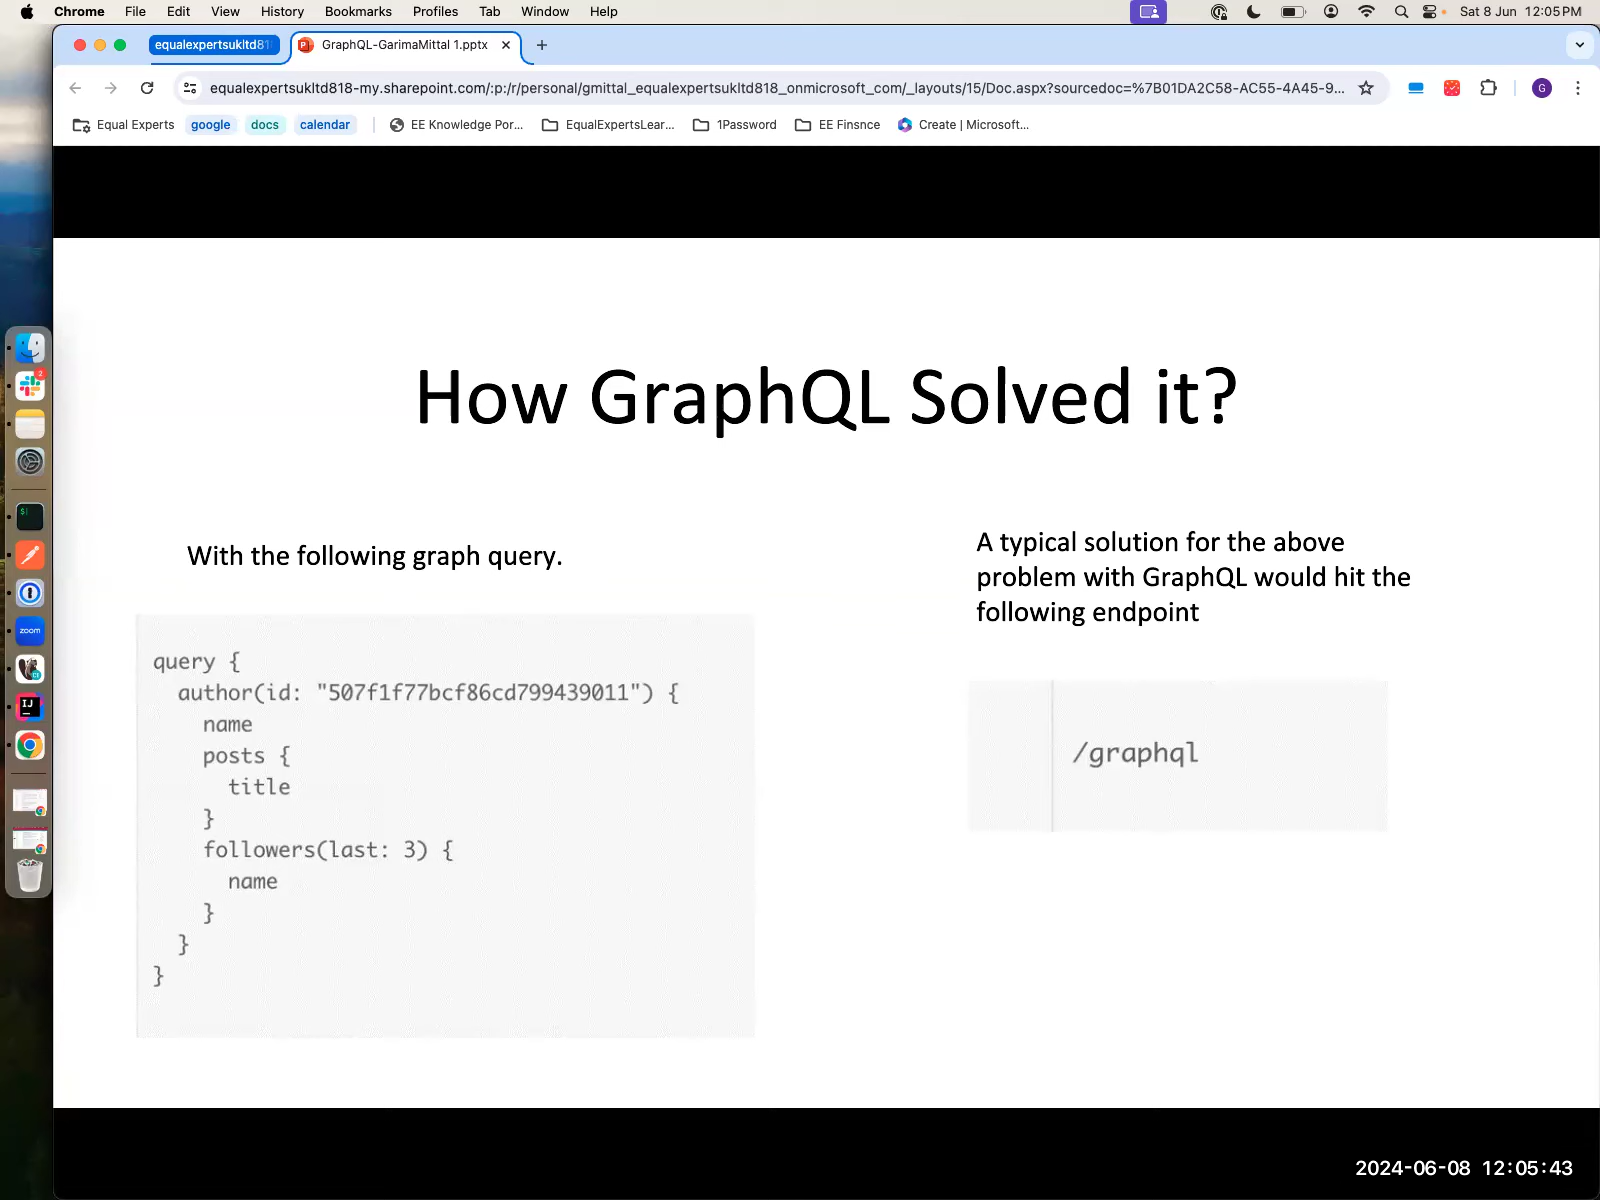 Chrome File Edit View History Bookmarks Profiles Tab Window Help Sat 8 Jun 12:05 PM
equalexpertsukltd818 GraphQL-GarimaMittal 1.pptx
equalexpertsukltd818-my.sharepoint.com/:p:/r/personal/gmittal_equalexpertsukltd818_onmicrosoft_com/_layouts/15/Doc.aspx?sourcedoc=%7B01DA2C58-AC55-4A45-9... G
Equal Experts google docs calendar EE Knowledge Por... EqualExpertsLear... 1Password EE Finsnce Create | Microsoft...
How GraphQL Solved it?
With the following graph query.
query {
author(id: "507f1f77bcf86cd799439011") {
name
posts {
title
}
followers(last: 3) {
name
}
}
}
A typical solution for the above
problem with GraphQL would hit the
following endpoint
/graphql
2
$|
zoom
IJ
2024-06-08 12:05:43